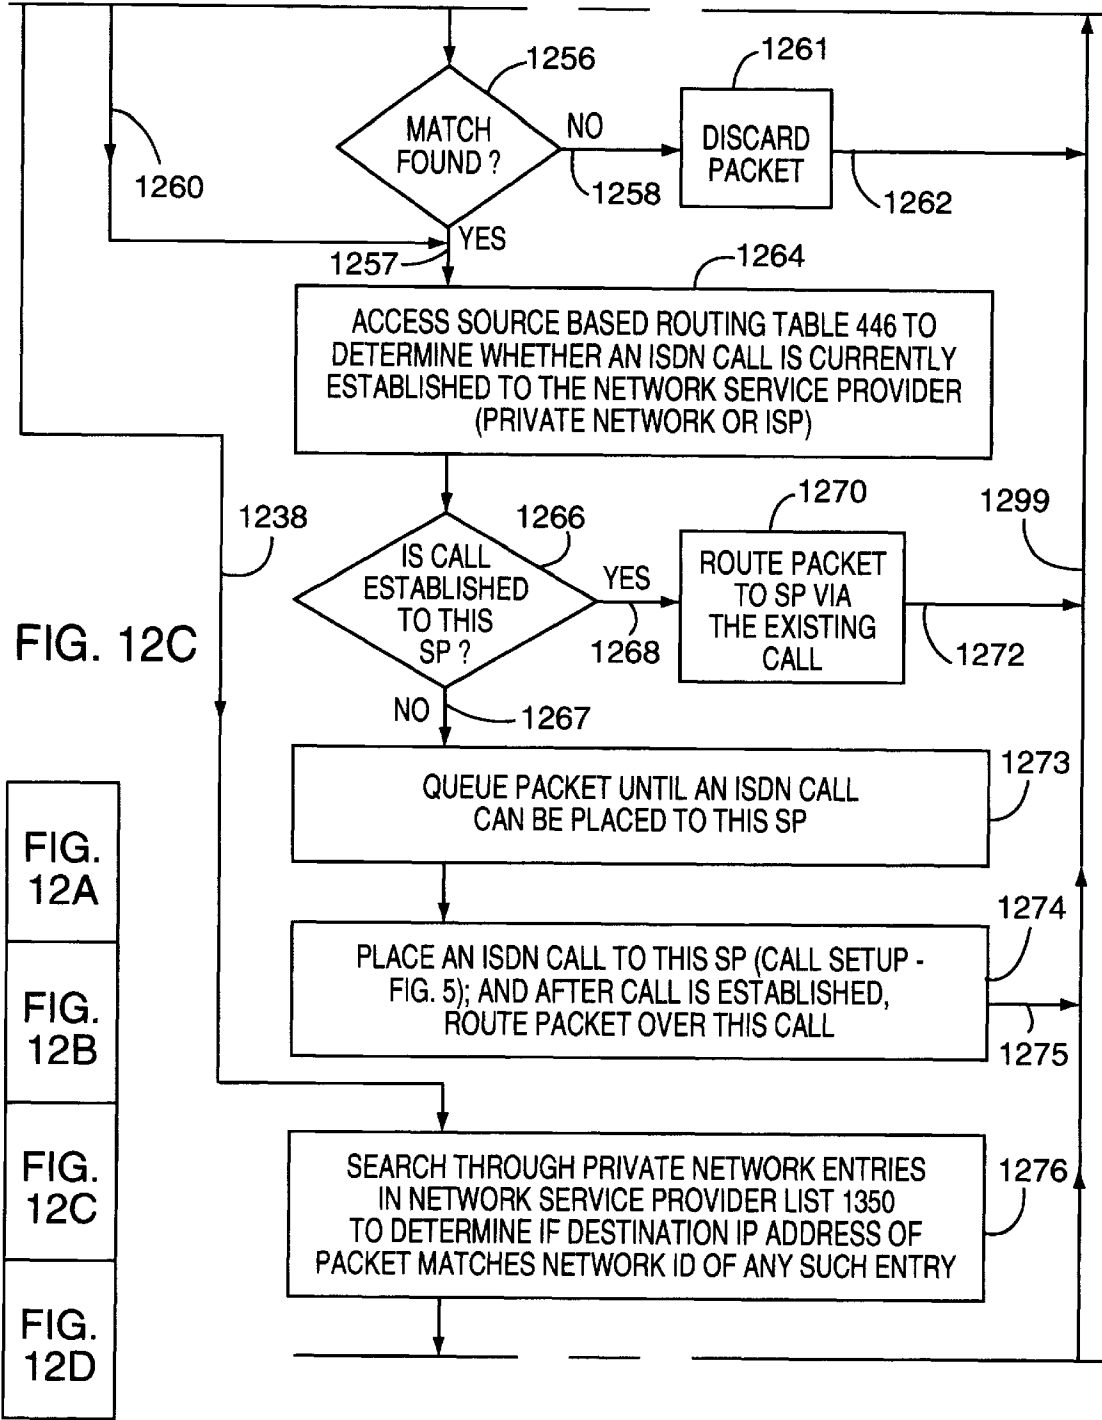 1256
1261
MATCH
FOUND ?
NO
DISCARD
PACKET
1260
1258
1262
YES
1257
1264
ACCESS SOURCE BASED ROUTING TABLE 446 TO
DETERMINE WHETHER AN ISDN CALL IS CURRENTLY
ESTABLISHED TO THE NETWORK SERVICE PROVIDER
(PRIVATE NETWORK OR ISP)
1238
1266
1270
1299
IS CALL
ESTABLISHED
TO THIS
SP ?
YES
ROUTE PACKET
TO SP VIA
THE EXISTING
CALL
FIG. 12C
1268
1272
NO
1267
1273
QUEUE PACKET UNTIL AN ISDN CALL
CAN BE PLACED TO THIS SP
1274
PLACE AN ISDN CALL TO THIS SP (CALL SETUP -
FIG. 5); AND AFTER CALL IS ESTABLISHED,
ROUTE PACKET OVER THIS CALL
1275
SEARCH THROUGH PRIVATE NETWORK ENTRIES
IN NETWORK SERVICE PROVIDER LIST 1350
TO DETERMINE IF DESTINATION IP ADDRESS OF
PACKET MATCHES NETWORK ID OF ANY SUCH ENTRY
1276
FIG.
12A
FIG.
12B
FIG.
12C
FIG.
12D